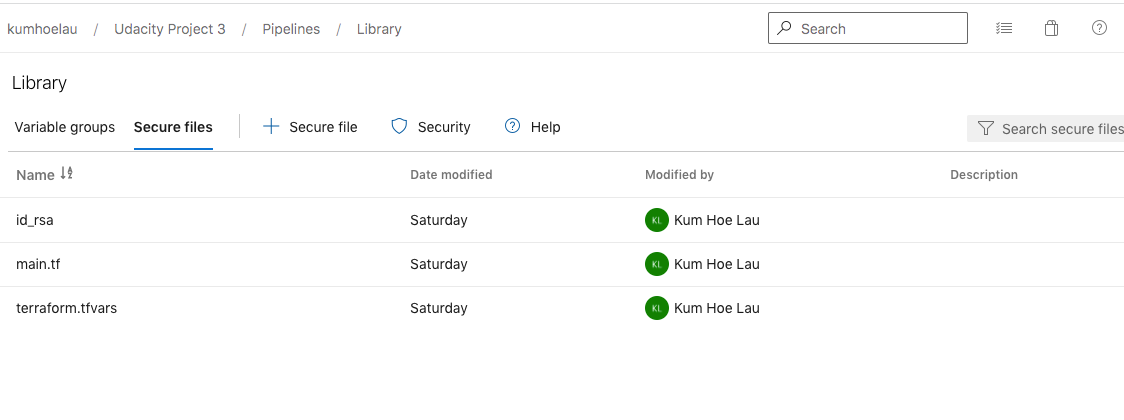 kumhoelau / Udacity Project 3 / Pipelines / Library Search
Library
Variable groups Secure files Secure file Security Help Search secure files
Name Date modified Modified by Description
id_rsa Saturday KL Kum Hoe Lau
main.tf Saturday KL Kum Hoe Lau
terraform.tfvars Saturday KL Kum Hoe Lau